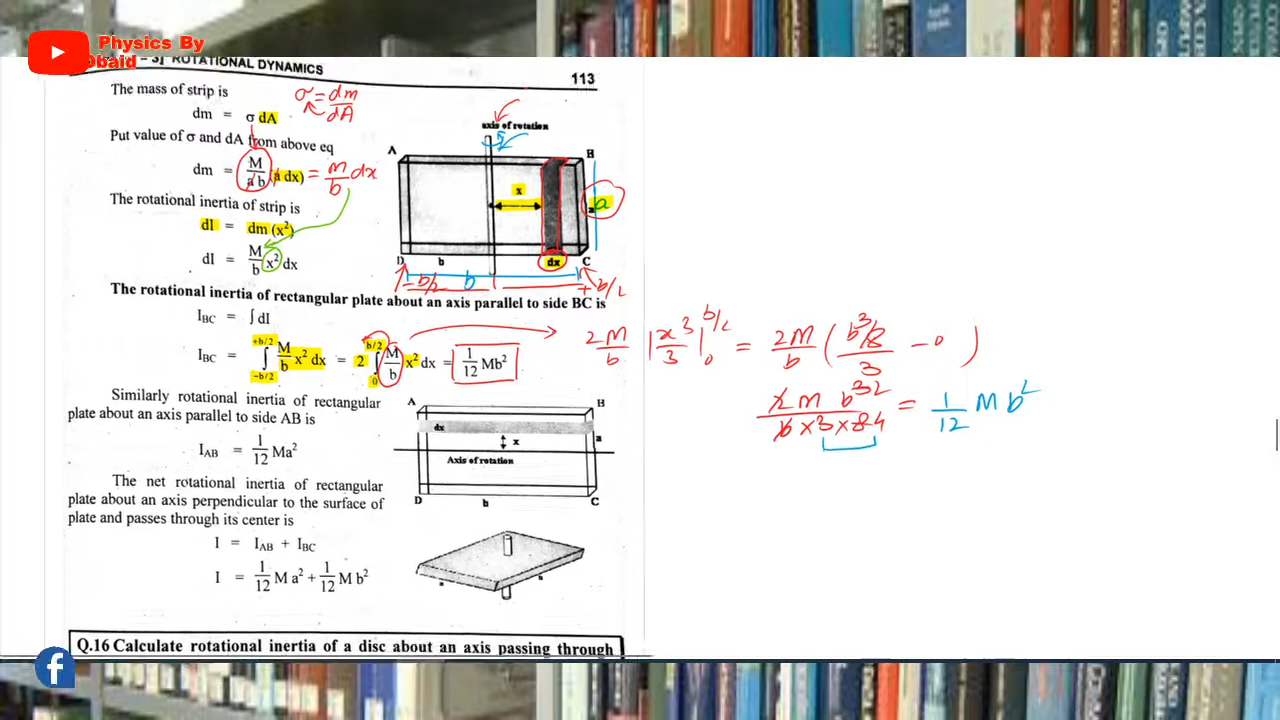 Physics By
Obaid
3] ROTATIONAL DYNAMICS
113
The mass of strip is
dm = σ dA
σ = dm/dA
Put value of σ and dA from above eq
dm = M/ab (a dx) = m/b dx
The rotational inertia of strip is
dI = dm (x²)
dI = M/b x² dx
axis of rotation
A
H
x
a
a
D
b
dx
C
-b/2
b
+b/2
The rotational inertia of rectangular plate about an axis parallel to side BC is
I_BC = ∫ dI
I_BC = ∫_{-b/2}^{+b/2} M/b x² dx = 2 ∫_0^{b/2} M/b x² dx = 1/12 Mb²
2M/b |x³/3|_0^{b/2} = 2M/b ( b³/8 / 3 - 0 )
2 M b³ 2 / b × 3 × 8 4 = 1/12 M b²
Similarly rotational inertia of rectangular
plate about an axis parallel to side AB is
I_AB = 1/12 Ma²
A
H
dx
x
a
Axis of rotation
D
b
C
The net rotational inertia of rectangular
plate about an axis perpendicular to the surface of
plate and passes through its center is
I = I_AB + I_BC
I = 1/12 M a² + 1/12 M b²
a
b
Q.16 Calculate rotational inertia of a disc about an axis passing through